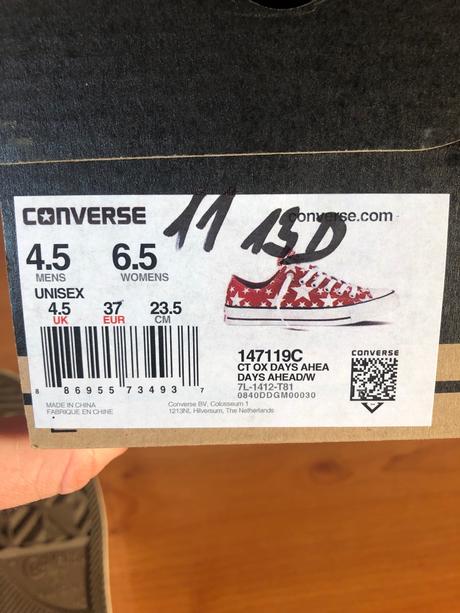 CONVERSE
11 15D
converse.com
4.5 6.5
MENS WOMENS
UNISEX
4.5 37 23.5
UK EUR CM
8 86955 73493 7
147119C
CT OX DAYS AHEA
DAYS AHEAD/W
7L-1412-T81
0840DDGM00030
CONVERSE
MADE IN CHINA
FABRIQUE EN CHINE
Converse BV, Colosseum 1
1213NL Hilversum, The Netherlands